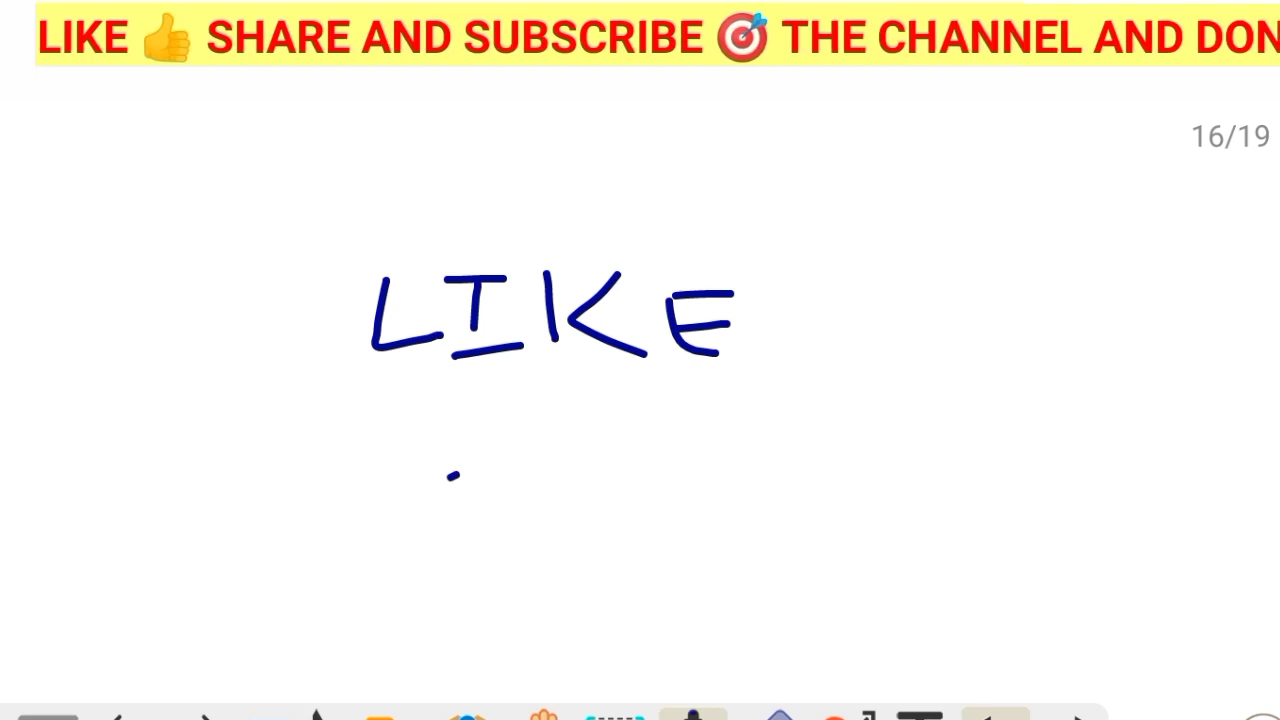 LIKE 👍 SHARE AND SUBSCRIBE 🎯 THE CHANNEL AND DON
16/19
LIKE